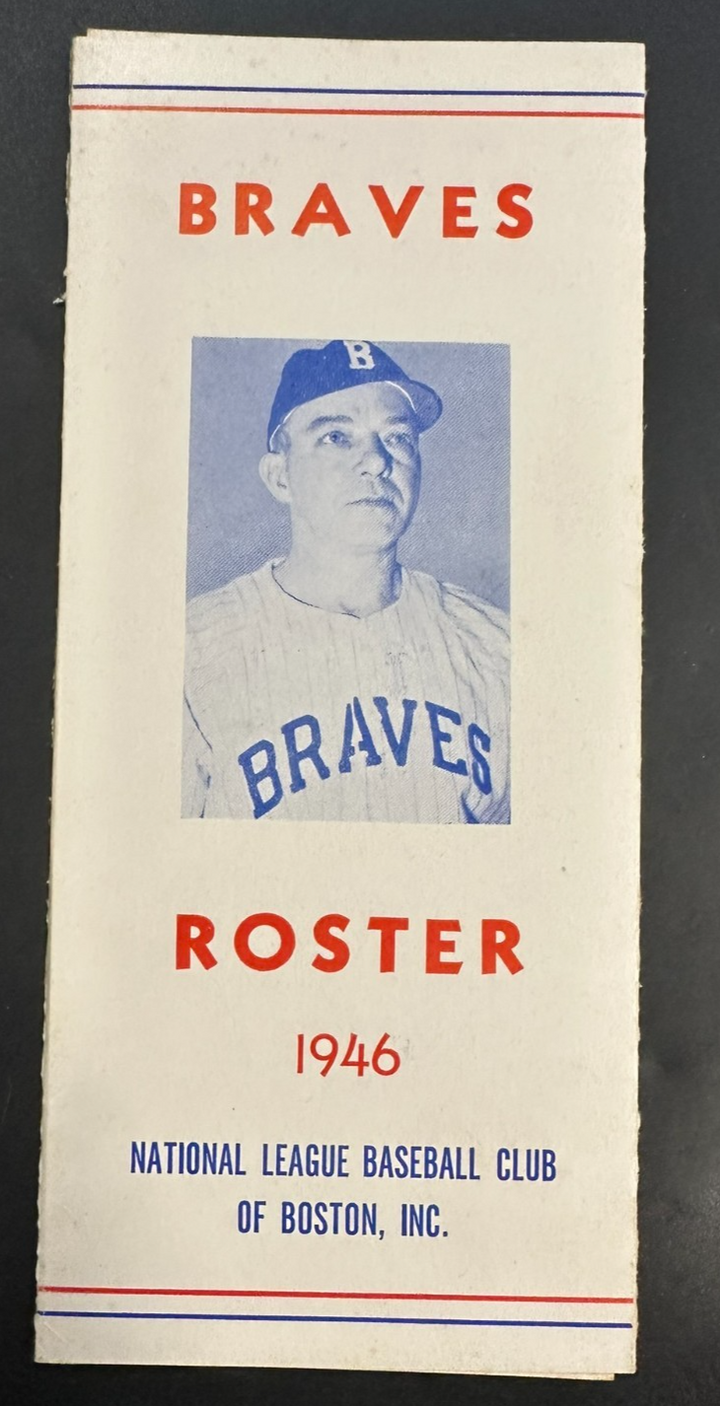 BRAVES
B
BRAVES
ROSTER
1946
NATIONAL LEAGUE BASEBALL CLUB
OF BOSTON, INC.